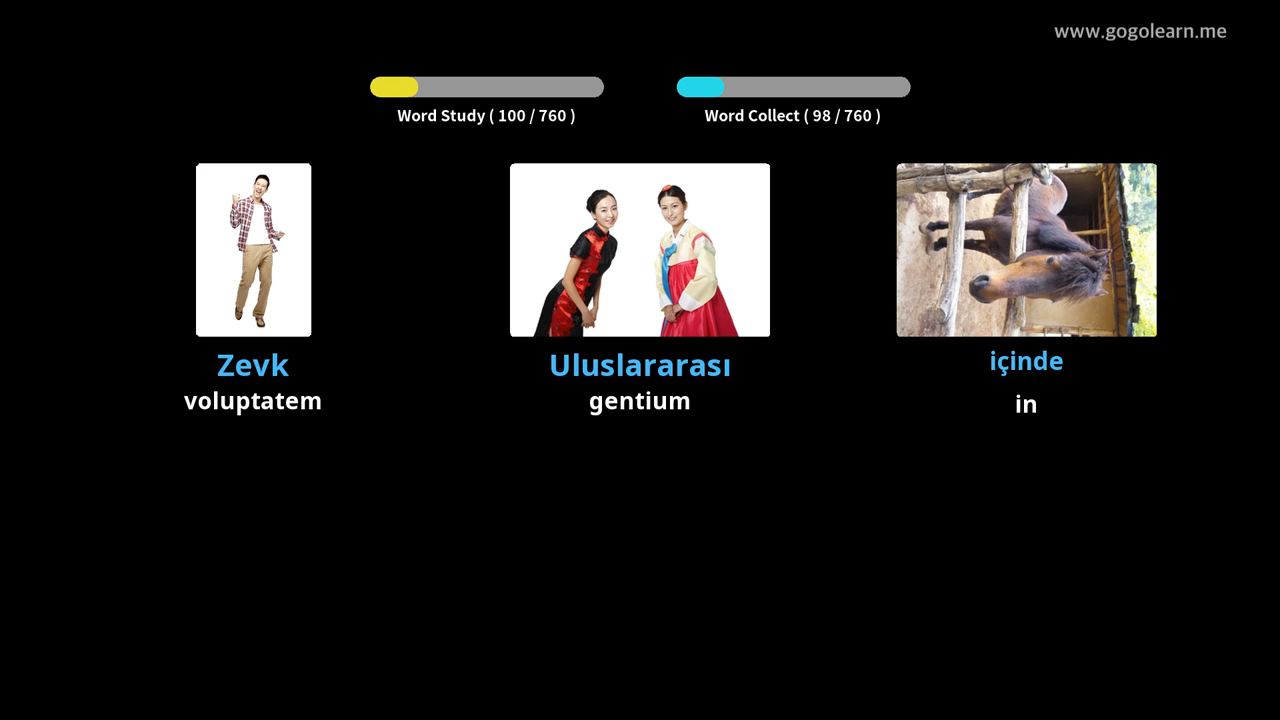 www.gogolearn.me
Word Study ( 100 / 760 )
Word Collect ( 98 / 760 )
Zevk
voluptatem
Uluslararası
gentium
içinde
in